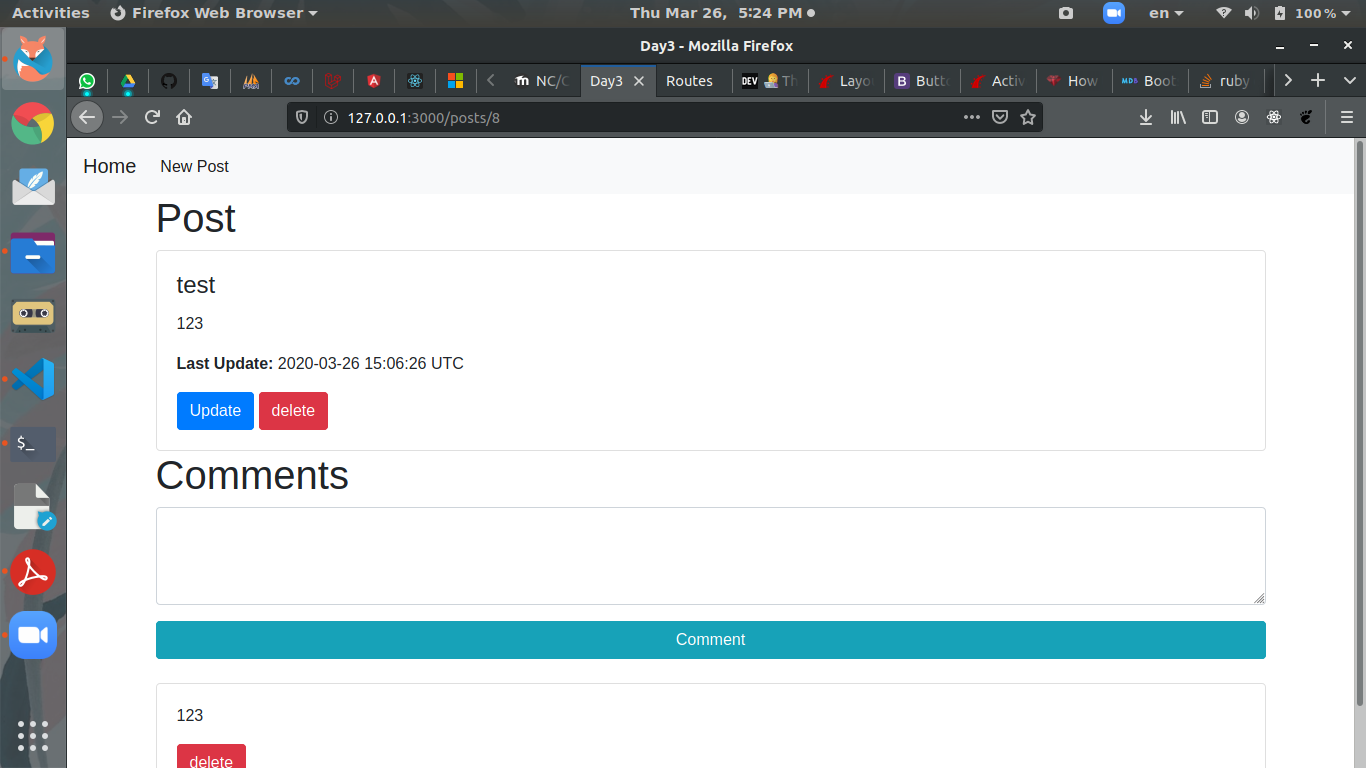 Activities Firefox Web Browser Thu Mar 26, 5:24 PM en 100 %
Day3 - Mozilla Firefox
NC/C Day3 Routes DEV Th Layo B Butt Activ How MDB Boot ruby
127.0.0.1:3000/posts/8
Home New Post
Post
test
123
Last Update: 2020-03-26 15:06:26 UTC
Update delete
Comments
Comment
123
delete
$_